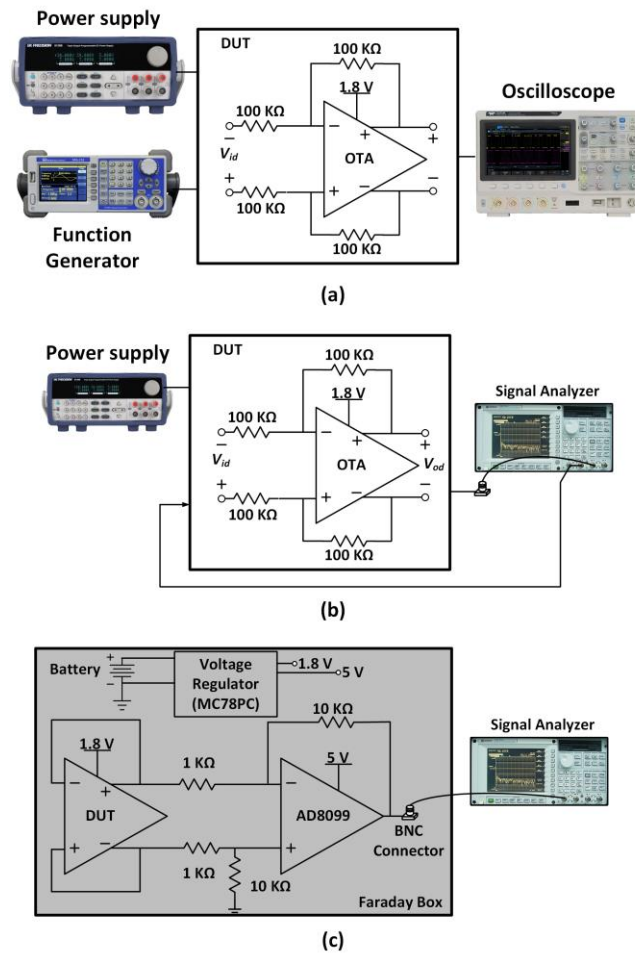 Power supply
DUT
100 KΩ
1.8 V
100 KΩ
−
−
+
+
Vid
OTA
+
+
−
−
100 KΩ
100 KΩ
Oscilloscope
Function
Generator
(a)
Power supply
DUT
100 KΩ
1.8 V
100 KΩ
−
−
+
+
Vid
OTA
Vod
+
+
−
−
100 KΩ
100 KΩ
Signal Analyzer
(b)
Battery
+
−
Voltage
Regulator
(MC78PC)
1.8 V
5 V
10 KΩ
1.8 V
1 KΩ
5 V
−
+
−
DUT
AD8099
+
−
+
1 KΩ
10 KΩ
BNC
Connector
Faraday Box
Signal Analyzer
(c)